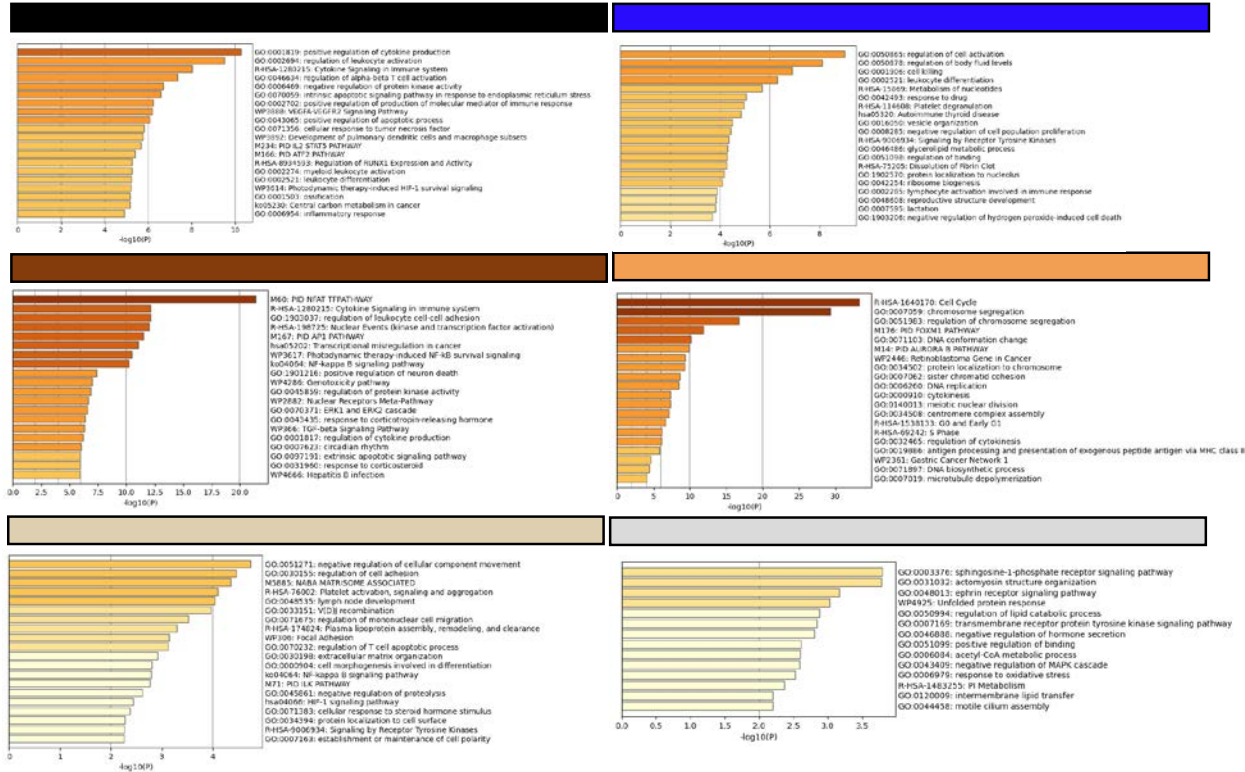 GO:0001819: positive regulation of cytokine production
GO:0002694: regulation of leukocyte activation
R-HSA-1280215: Cytokine Signaling in Immune system
GO:0046634: regulation of alpha-beta T cell activation
GO:0006469: negative regulation of protein kinase activity
GO:0070059: intrinsic apoptotic signaling pathway in response to endoplasmic reticulum stress
GO:0002702: positive regulation of production of molecular mediator of immune response
WP3888: VEGFA-VEGFR2 Signaling Pathway
GO:0043065: positive regulation of apoptotic process
GO:0071356: cellular response to tumor necrosis factor
WP3892: Development of pulmonary dendritic cells and macrophage subsets
M234: PID IL2 STAT5 PATHWAY
M166: PID ATF2 PATHWAY
R-HSA-8934593: Regulation of RUNX1 Expression and Activity
GO:0002274: myeloid leukocyte activation
GO:0002521: leukocyte differentiation
WP3614: Photodynamic therapy-induced HIF-1 survival signaling
GO:0001503: ossification
ko05230: Central carbon metabolism in cancer
GO:0006954: inflammatory response
0 2 4 6 8 10
-log10(P)
GO:0050865: regulation of cell activation
GO:0050878: regulation of body fluid levels
GO:0001906: cell killing
GO:0002521: leukocyte differentiation
R-HSA-15869: Metabolism of nucleotides
GO:0042493: response to drug
R-HSA-114608: Platelet degranulation
hsa05320: Autoimmune thyroid disease
GO:0016050: vesicle organization
GO:0008285: negative regulation of cell population proliferation
R-HSA-9006934: Signaling by Receptor Tyrosine Kinases
GO:0046486: glycerolipid metabolic process
GO:0051098: regulation of binding
R-HSA-75205: Dissolution of Fibrin Clot
GO:1902570: protein localization to nucleolus
GO:0042254: ribosome biogenesis
GO:0002285: lymphocyte activation involved in immune response
GO:0048608: reproductive structure development
GO:0007595: lactation
GO:1903206: negative regulation of hydrogen peroxide-induced cell death
0 2 4 6 8
-log10(P)
M60: PID NFAT TFPATHWAY
R-HSA-1280215: Cytokine Signaling in Immune system
GO:1903037: regulation of leukocyte cell-cell adhesion
R-HSA-198725: Nuclear Events (kinase and transcription factor activation)
M167: PID AP1 PATHWAY
hsa05202: Transcriptional misregulation in cancer
WP3617: Photodynamic therapy-induced NF-kB survival signaling
ko04064: NF-kappa B signaling pathway
GO:1901216: positive regulation of neuron death
WP4286: Genotoxicity pathway
GO:0045859: regulation of protein kinase activity
WP2882: Nuclear Receptors Meta-Pathway
GO:0070371: ERK1 and ERK2 cascade
GO:0043435: response to corticotropin-releasing hormone
WP366: TGF-beta Signaling Pathway
GO:0001817: regulation of cytokine production
GO:0007623: circadian rhythm
GO:0097191: extrinsic apoptotic signaling pathway
GO:0031960: response to corticosteroid
WP4666: Hepatitis B infection
0.0 2.5 5.0 7.5 10.0 12.5 15.0 17.5 20.0
-log10(P)
R-HSA-1640170: Cell Cycle
GO:0007059: chromosome segregation
GO:0051983: regulation of chromosome segregation
M176: PID FOXM1 PATHWAY
GO:0071103: DNA conformation change
M14: PID AURORA B PATHWAY
WP2446: Retinoblastoma Gene in Cancer
GO:0034502: protein localization to chromosome
GO:0007062: sister chromatid cohesion
GO:0006260: DNA replication
GO:0000910: cytokinesis
GO:0140013: meiotic nuclear division
GO:0034508: centromere complex assembly
R-HSA-1538133: G0 and Early G1
R-HSA-69242: S Phase
GO:0032465: regulation of cytokinesis
GO:0019886: antigen processing and presentation of exogenous peptide antigen via MHC class II
WP2361: Gastric Cancer Network 1
GO:0071897: DNA biosynthetic process
GO:0007019: microtubule depolymerization
0 10 20 30
-log10(P)
GO:0051271: negative regulation of cellular component movement
GO:0030155: regulation of cell adhesion
M5885: NABA MATRISOME ASSOCIATED
R-HSA-76002: Platelet activation, signaling and aggregation
GO:0048535: lymph node development
GO:0033151: V(D)J recombination
GO:0071675: regulation of mononuclear cell migration
R-HSA-174824: Plasma lipoprotein assembly, remodeling, and clearance
WP306: Focal Adhesion
GO:0070232: regulation of T cell apoptotic process
GO:0030198: extracellular matrix organization
GO:0000904: cell morphogenesis involved in differentiation
ko04064: NF-kappa B signaling pathway
M71: PID ILK PATHWAY
GO:0045861: negative regulation of proteolysis
hsa04066: HIF-1 signaling pathway
GO:0071383: cellular response to steroid hormone stimulus
GO:0034394: protein localization to cell surface
R-HSA-9006934: Signaling by Receptor Tyrosine Kinases
GO:0007163: establishment or maintenance of cell polarity
0 1 2 3 4
-log10(P)
GO:0003376: sphingosine-1-phosphate receptor signaling pathway
GO:0031032: actomyosin structure organization
GO:0048013: ephrin receptor signaling pathway
WP4925: Unfolded protein response
GO:0050994: regulation of lipid catabolic process
GO:0007169: transmembrane receptor protein tyrosine kinase signaling pathway
GO:0046888: negative regulation of hormone secretion
GO:0051099: positive regulation of binding
GO:0006084: acetyl-CoA metabolic process
GO:0043409: negative regulation of MAPK cascade
GO:0006979: response to oxidative stress
R-HSA-1483255: PI Metabolism
GO:0120009: intermembrane lipid transfer
GO:0044458: motile cilium assembly
0.0 0.5 1.0 1.5 2.0 2.5 3.0 3.5
-log10(P)